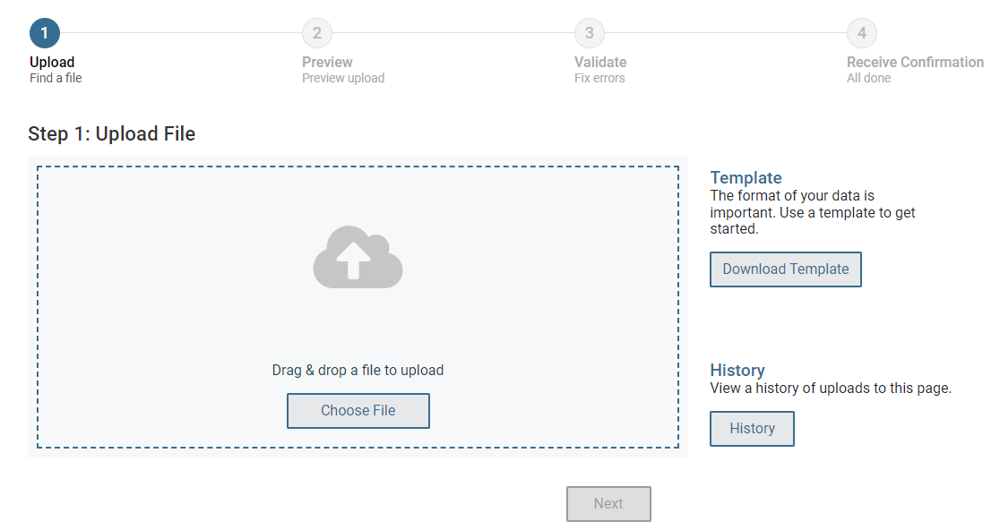 1
Upload
Find a file
2
Preview
Preview upload
3
Validate
Fix errors
4
Receive Confirmation
All done
Step 1: Upload File
Drag & drop a file to upload
Choose File
Template
The format of your data is
important. Use a template to get
started.
Download Template
History
View a history of uploads to this page.
History
Next